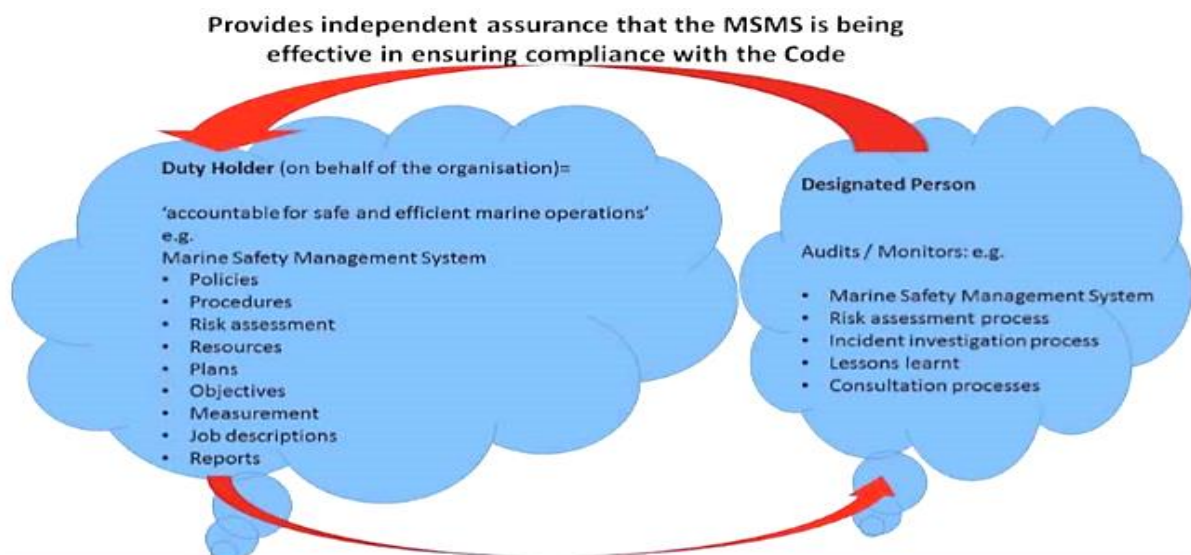 Provides independent assurance that the MSMS is being
effective in ensuring compliance with the Code
Duty Holder (on behalf of the organisation)=
‘accountable for safe and efficient marine operations’
e.g.
Marine Safety Management System
• Policies
• Procedures
• Risk assessment
• Resources
• Plans
• Objectives
• Measurement
• Job descriptions
• Reports
Designated Person
Audits / Monitors: e.g.
• Marine Safety Management System
• Risk assessment process
• Incident investigation process
• Lessons learnt
• Consultation processes